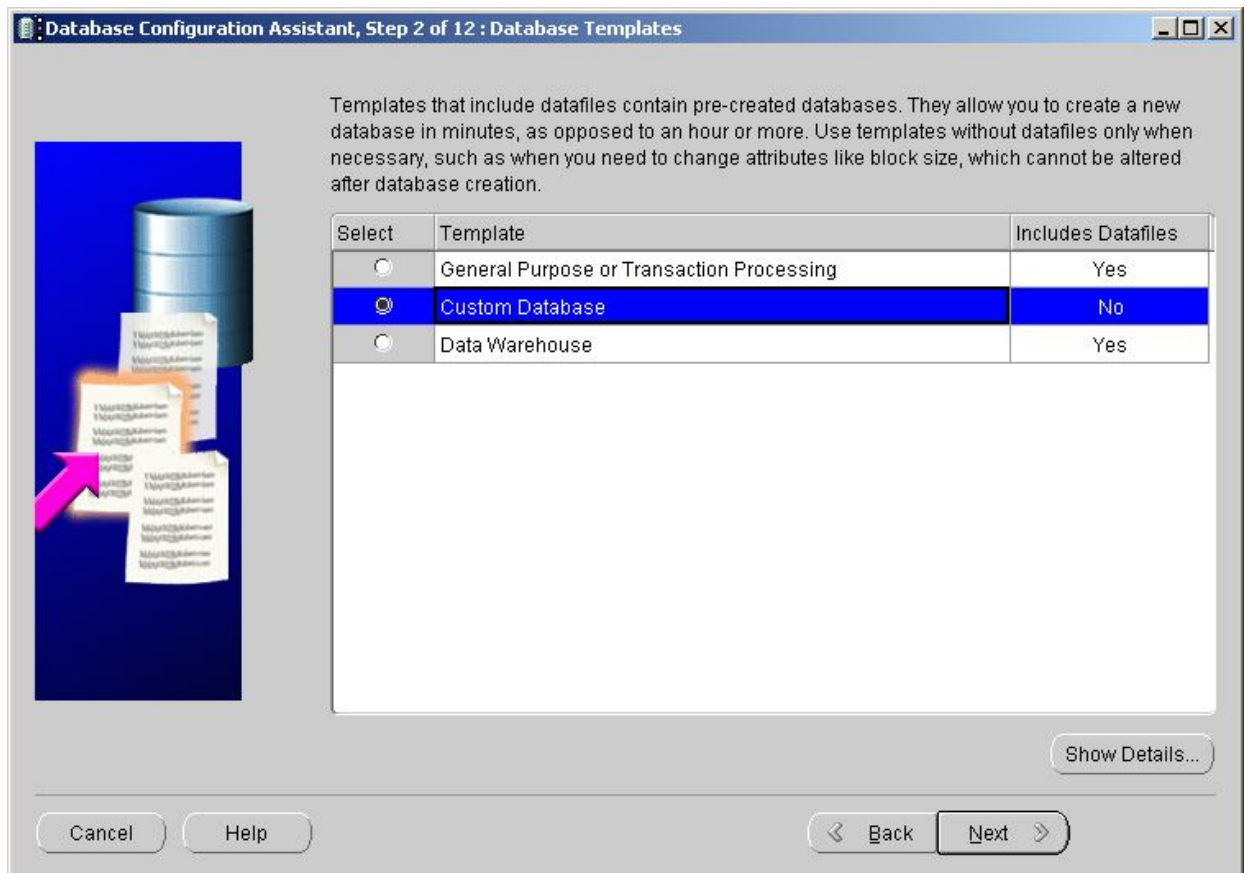 Database Configuration Assistant, Step 2 of 12 : Database Templates
Templates that include datafiles contain pre-created databases. They allow you to create a new
database in minutes, as opposed to an hour or more. Use templates without datafiles only when
necessary, such as when you need to change attributes like block size, which cannot be altered
after database creation.
Select Template Includes Datafiles
General Purpose or Transaction Processing Yes
Custom Database No
Data Warehouse Yes
Show Details...
Cancel Help Back Next